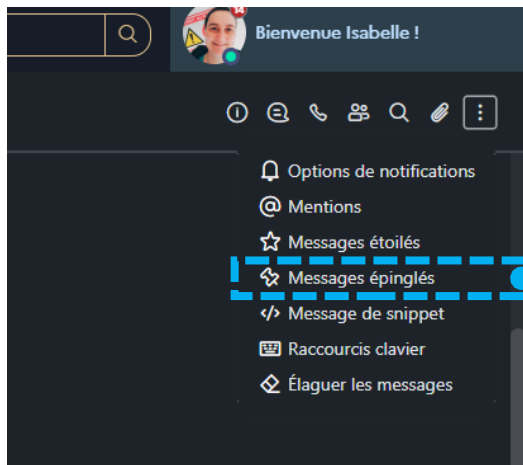 Bienvenue Isabelle !
Options de notifications
Mentions
Messages étoilés
Messages épinglés
Message de snippet
Raccourcis clavier
Élaguer les messages